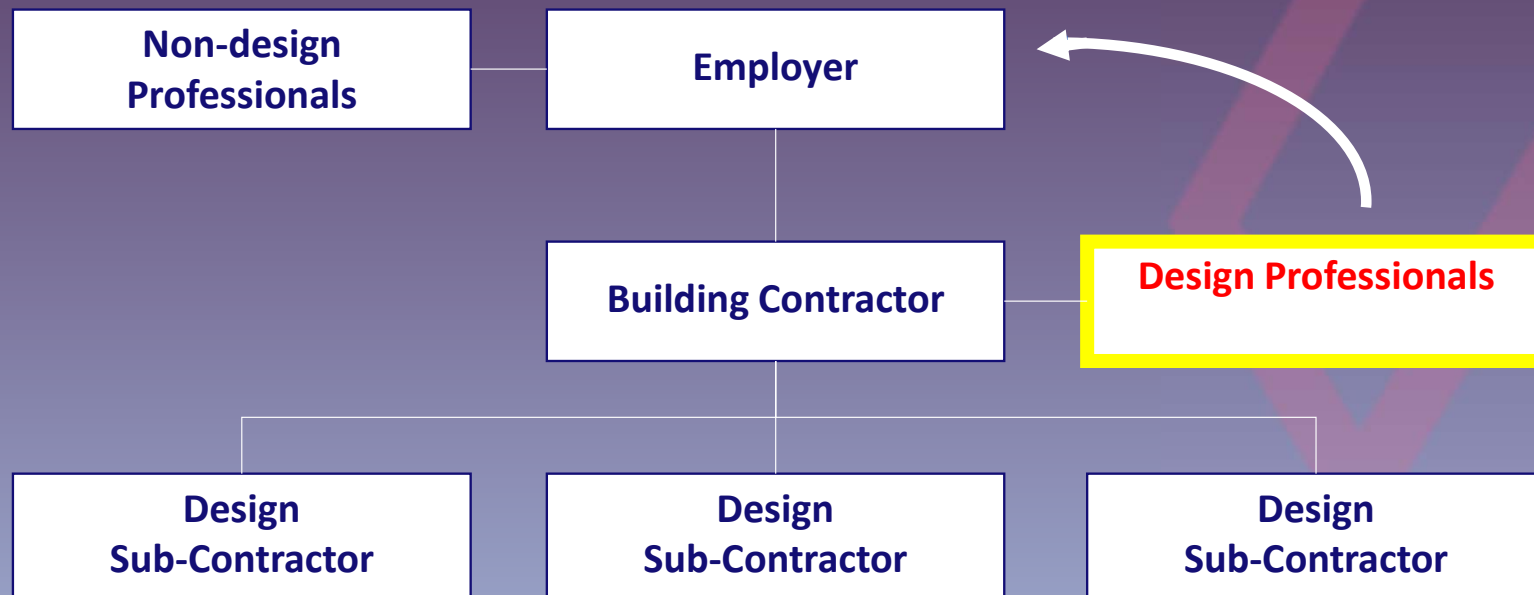 Non-design
Professionals
Employer
Building Contractor
Design Professionals
Design
Sub-Contractor
Design
Sub-Contractor
Design
Sub-Contractor